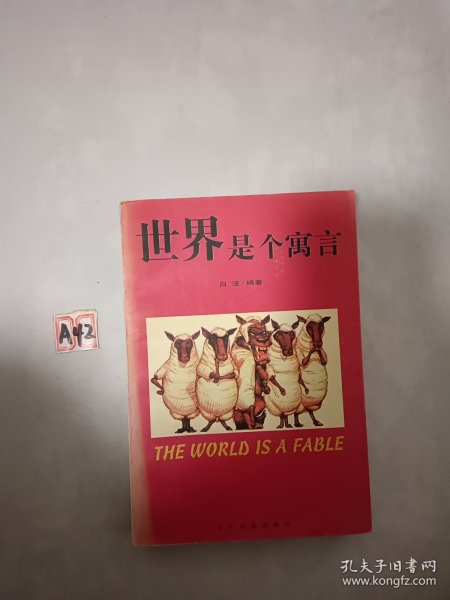 世界是个寓言
白波 编著
A42
THE WORLD IS A FABLE
孔夫子旧书网
www.kongfz.com